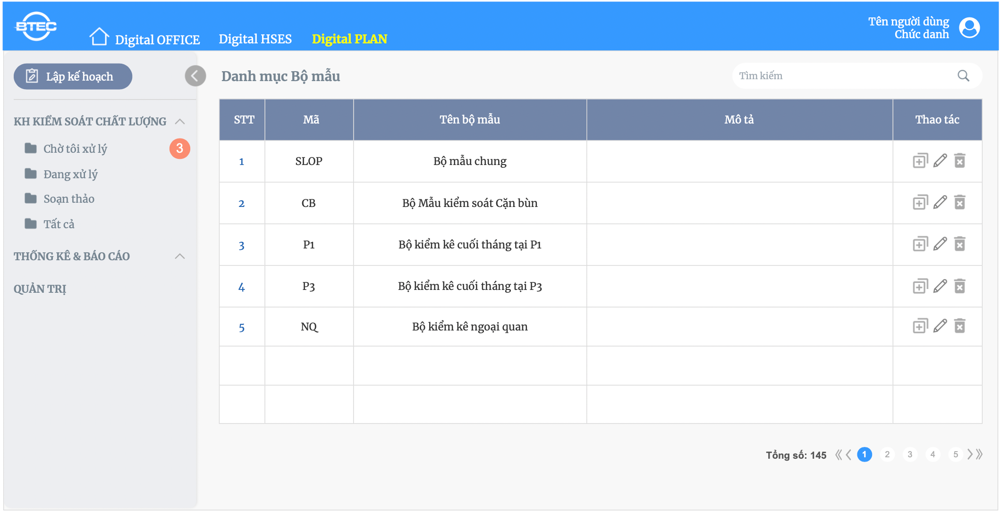 BTEC
Digital OFFICE
Digital HSES
Digital PLAN
Tên người dùng
Chức danh
Lập kế hoạch
KH KIỂM SOÁT CHẤT LƯỢNG
Chờ tôi xử lý
3
Đang xử lý
Soạn thảo
Tất cả
THỐNG KÊ & BÁO CÁO
QUẢN TRỊ
Danh mục Bộ mẫu
Tìm kiếm
STT Mã Tên bộ mẫu Mô tả Thao tác
1 SLOP Bộ mẫu chung
2 CB Bộ Mẫu kiểm soát Cặn bùn
3 P1 Bộ kiểm kê cuối tháng tại P1
4 P3 Bộ kiểm kê cuối tháng tại P3
5 NQ Bộ kiểm kê ngoại quan
Tổng số: 145 1 2 3 4 5